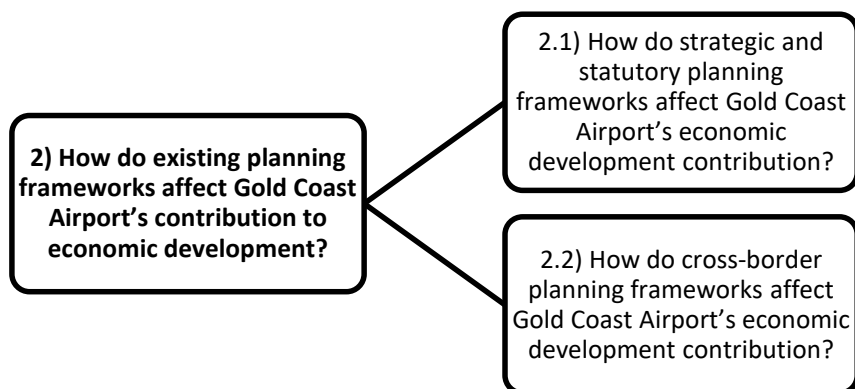 2) How do existing planning
frameworks affect Gold Coast
Airport’s contribution to
economic development?
2.1) How do strategic and
statutory planning
frameworks affect Gold Coast
Airport’s economic
development contribution?
2.2) How do cross-border
planning frameworks affect
Gold Coast Airport’s economic
development contribution?